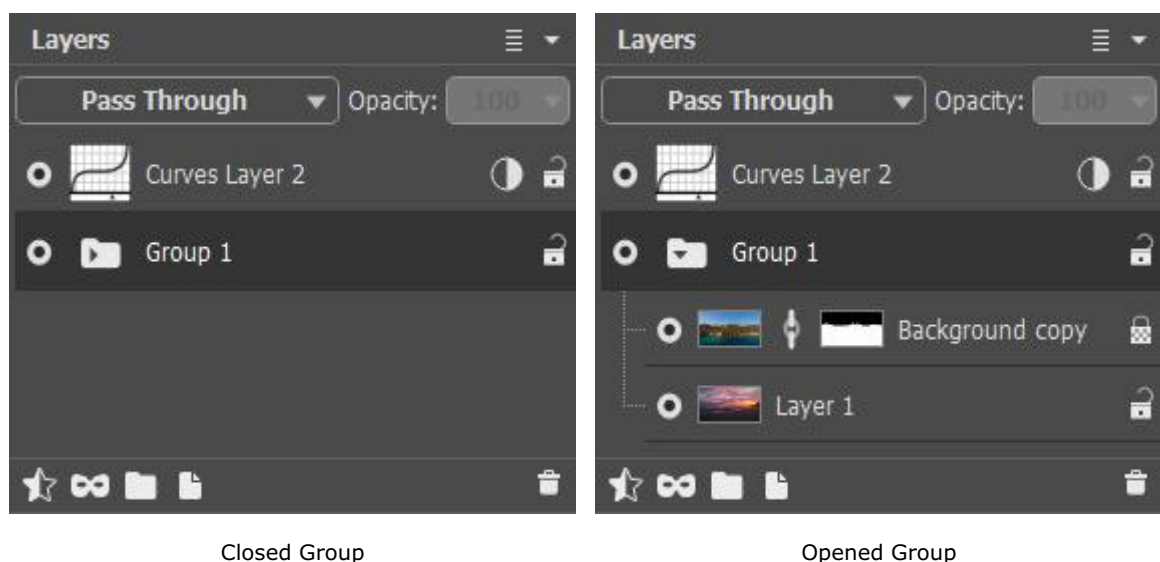 Layers
Pass Through Opacity: 100
Curves Layer 2
Group 1
Closed Group
Layers
Pass Through Opacity: 100
Curves Layer 2
Group 1
Background copy
Layer 1
Opened Group